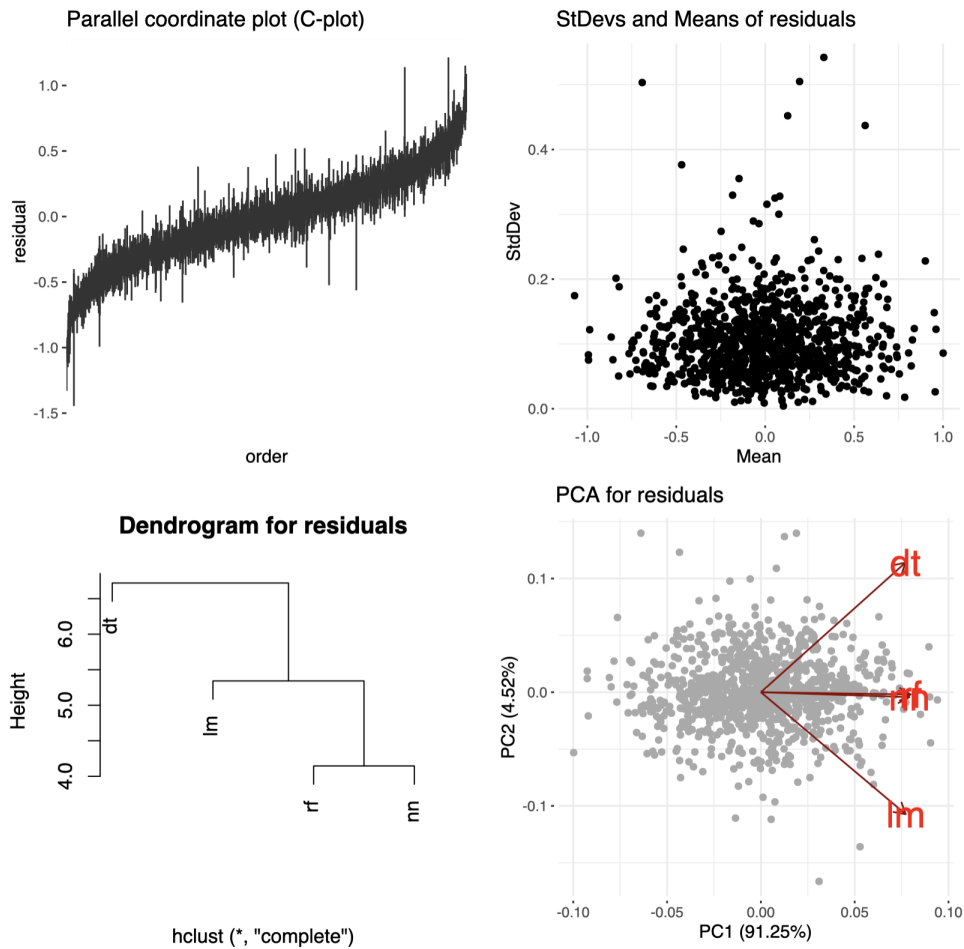 Parallel coordinate plot (C-plot)
residual
1.0
0.5
0.0
-0.5
-1.0
-1.5
order
StDevs and Means of residuals
StdDev
0.4
0.2
0.0
-1.0 -0.5 0.0 0.5 1.0
Mean
Dendrogram for residuals
Height
6.0
5.0
4.0
dt
lm
rf
nn
hclust (*, "complete")
PCA for residuals
PC2 (4.52%)
0.1
0.0
-0.1
dt
nn
rf
lm
-0.10 -0.05 0.00 0.05 0.10
PC1 (91.25%)